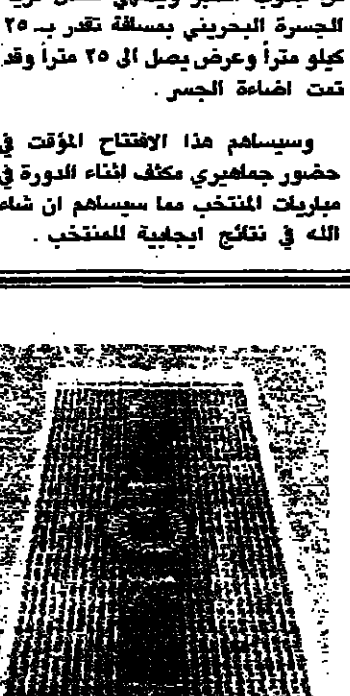 الجسرة البحريني بمسافة تقدر بـ ٢٥
كيلو متراً وعرض يصل الى ٢٥ متراً وقد
تمت اضاءة الجسر .
وسيساهم هذا الافتتاح المؤقت في
حضور جماهيري مكثف اثناء الدورة في
مباريات المنتخب مما سيساهم ان شاء
الله في نتائج ايجابية للمنتخب .